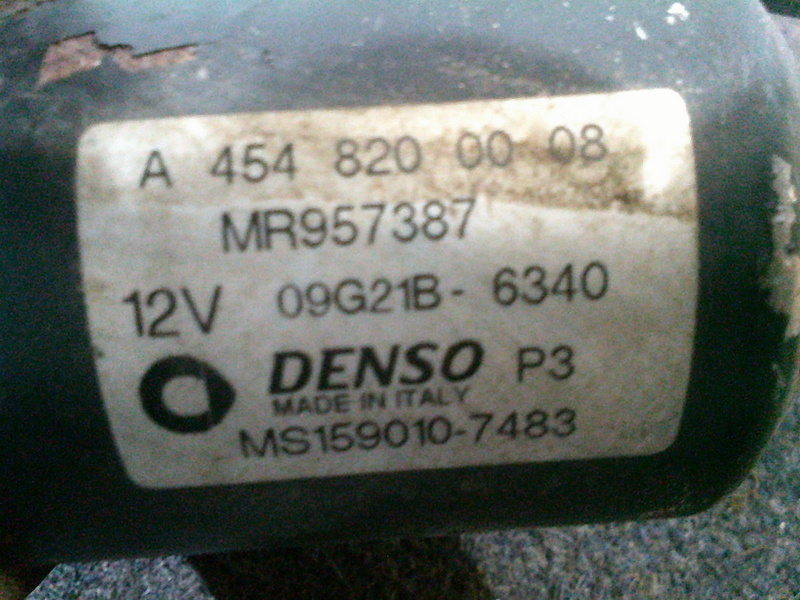 A 454 820 00 08
MR957387
12V 09G21B- 6340
DENSO P3
MADE IN ITALY
MS159010-7483